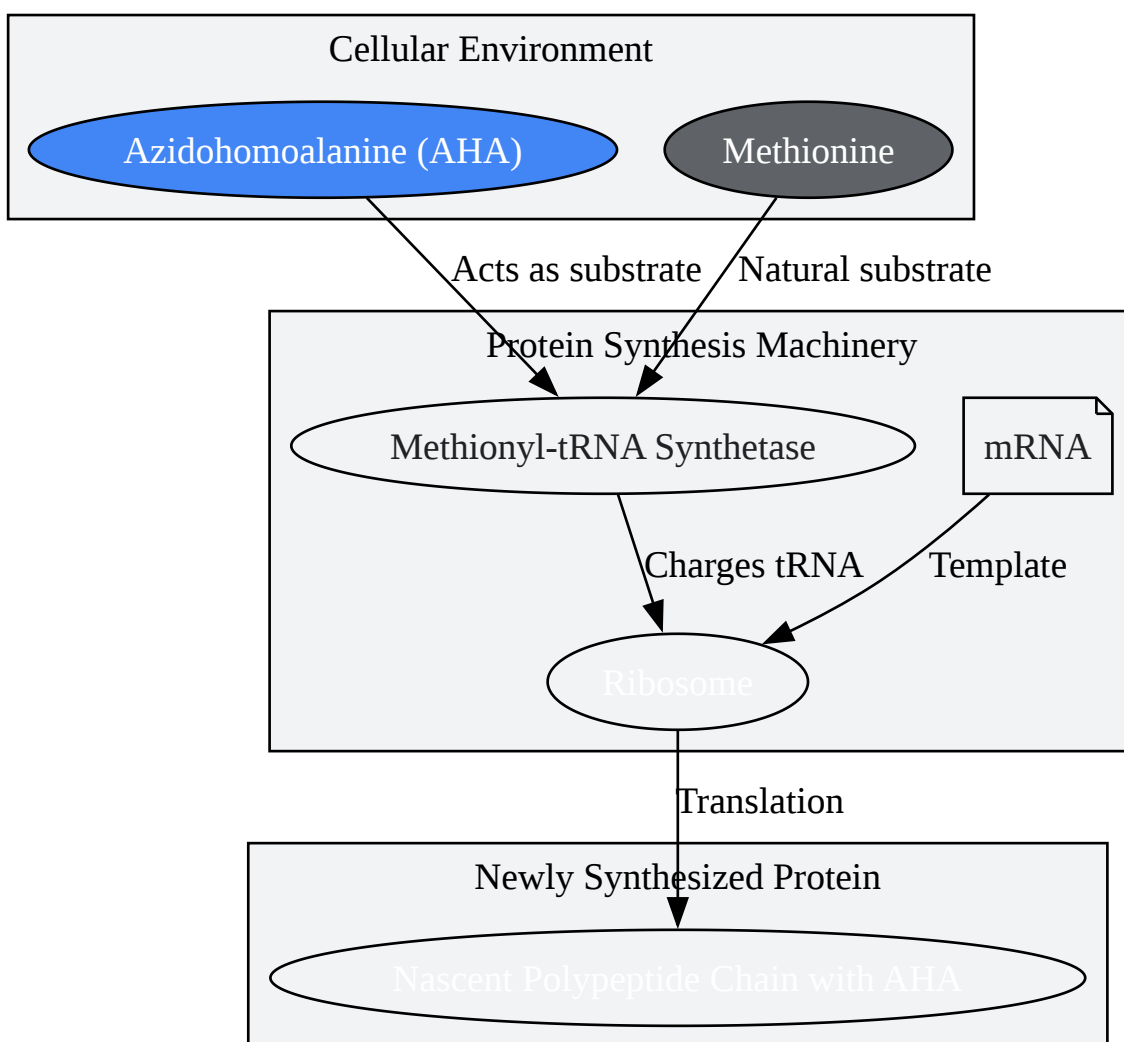 Cellular Environment
Azidohomoalanine (AHA)
Methionine
Acts as substrate
Natural substrate
Protein Synthesis Machinery
Methionyl-tRNA Synthetase
mRNA
Charges tRNA
Template
Ribosome
Translation
Newly Synthesized Protein
Nascent Polypeptide Chain with AHA